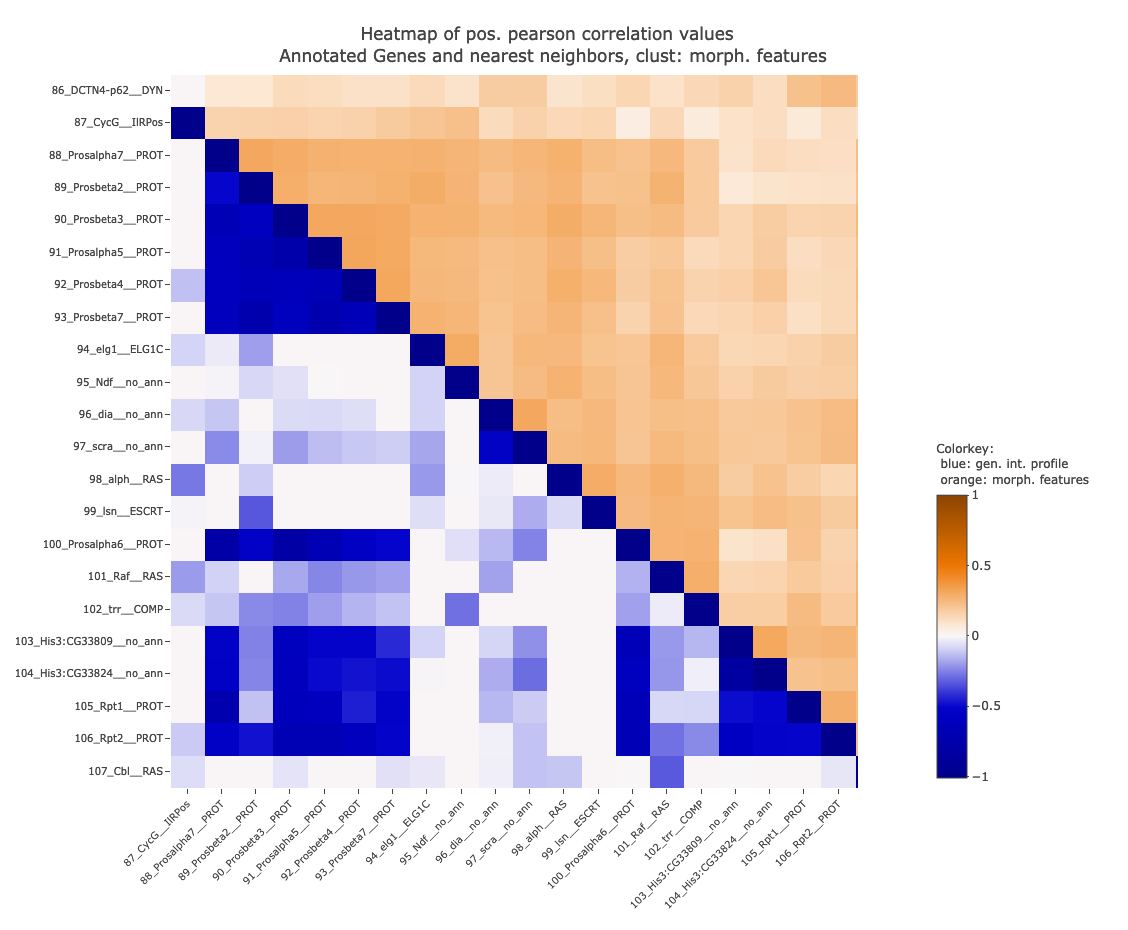 Heatmap of pos. pearson correlation values
Annotated Genes and nearest neighbors, clust: morph. features
86_DCTN4-p62__DYN
87_CycG__IlRPos
88_Prosalpha7__PROT
89_Prosbeta2__PROT
90_Prosbeta3__PROT
91_Prosalpha5__PROT
92_Prosbeta4__PROT
93_Prosbeta7__PROT
94_elg1__ELG1C
95_Ndf__no_ann
96_dia__no_ann
97_scra__no_ann
98_alph__RAS
99_lsn__ESCRT
100_Prosalpha6__PROT
101_Raf__RAS
102_trr__COMP
103_His3:CG33809__no_ann
104_His3:CG33824__no_ann
105_Rpt1__PROT
106_Rpt2__PROT
107_Cbl__RAS
87_CycG__IlRPos
88_Prosalpha7__PROT
89_Prosbeta2__PROT
90_Prosbeta3__PROT
91_Prosalpha5__PROT
92_Prosbeta4__PROT
93_Prosbeta7__PROT
94_elg1__ELG1C
95_Ndf__no_ann
96_dia__no_ann
97_scra__no_ann
98_alph__RAS
99_lsn__ESCRT
100_Prosalpha6__PROT
101_Raf__RAS
102_trr__COMP
103_His3:CG33809__no_ann
104_His3:CG33824__no_ann
105_Rpt1__PROT
106_Rpt2__PROT
Colorkey:
blue: gen. int. profile
orange: morph. features
1
0.5
0
−0.5
−1